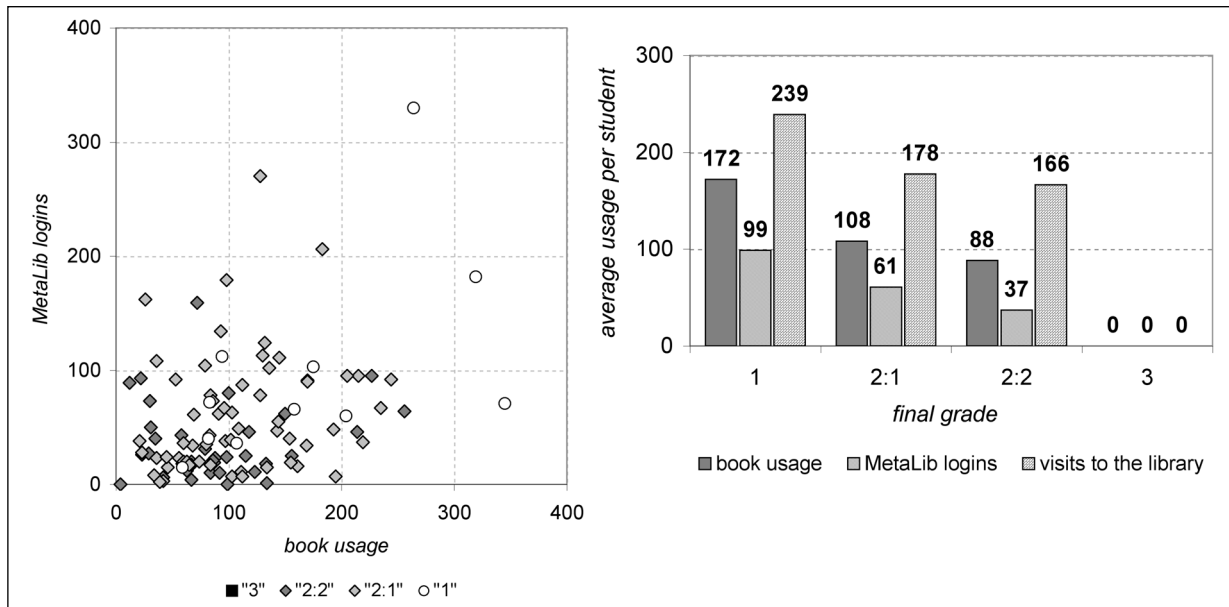 400
300
200
100
0
MetaLib logins
0 100 200 300 400
book usage
"3" "2:2" "2:1" "1"
300
200
100
0
average usage per student
172 99 239
108 61 178
88 37 166
0 0 0
1 2:1 2:2 3
final grade
book usage MetaLib logins visits to the library